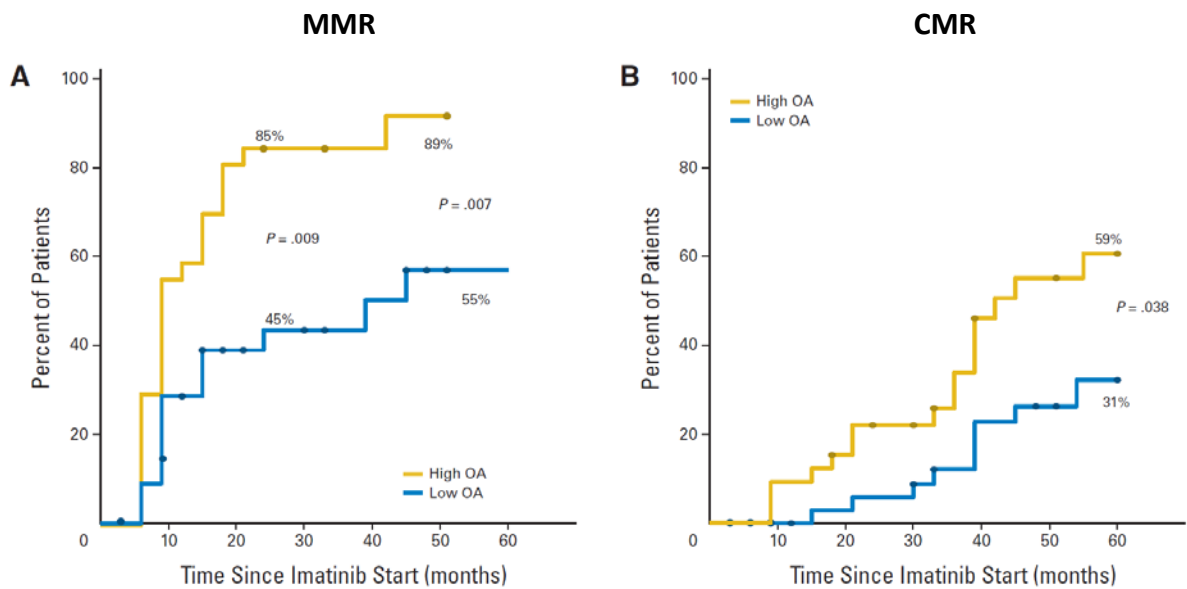 MMR
CMR
A
100
80
60
40
20
0
10
20
30
40
50
60
Percent of Patients
Time Since Imatinib Start (months)
85%
89%
P = .007
P = .009
45%
55%
High OA
Low OA
B
100
80
60
40
20
0
10
20
30
40
50
60
Percent of Patients
Time Since Imatinib Start (months)
High OA
Low OA
59%
P = .038
31%